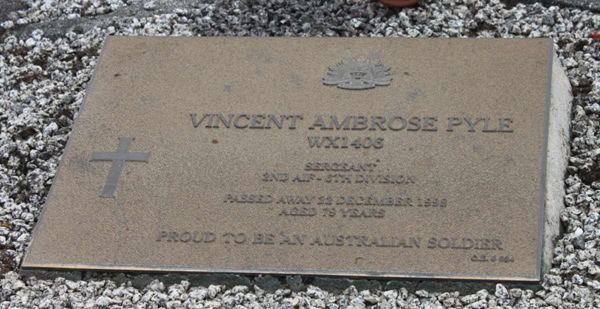 VINCENT AMBROSE PYLE
WX1406
SERGEANT
2ND AIF - 6TH DIVISION
PASSED AWAY 22 DECEMBER 1998
AGED 79 YEARS
PROUD TO BE AN AUSTRALIAN SOLDIER